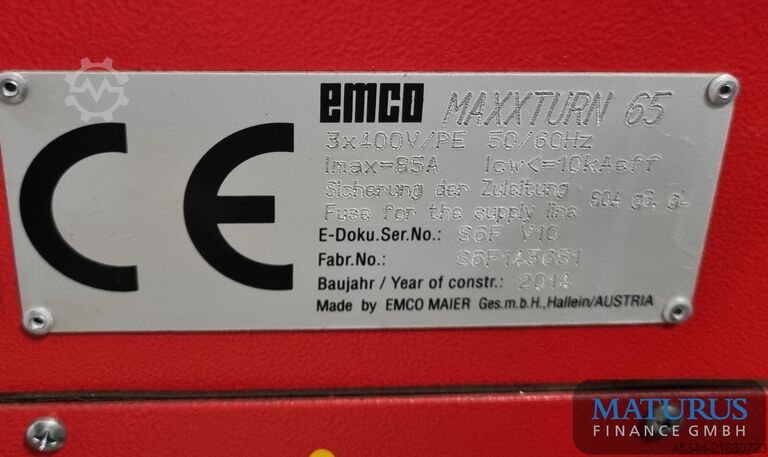 CE
emco MAXXTURN 65
3x400V/PE 50/60Hz
Imax=85A Icw<=10kAeff
Sicherung der Zuleitung
Fuse for the supply line 90A gG, gL
E-Doku.Ser.No.: S6F V10
Fabr.No.: S6F143651
Baujahr / Year of constr.: 2014
Made by EMCO MAIER Ges.m.b.H., Hallein/AUSTRIA
MATURUS
FINANCE GMBH